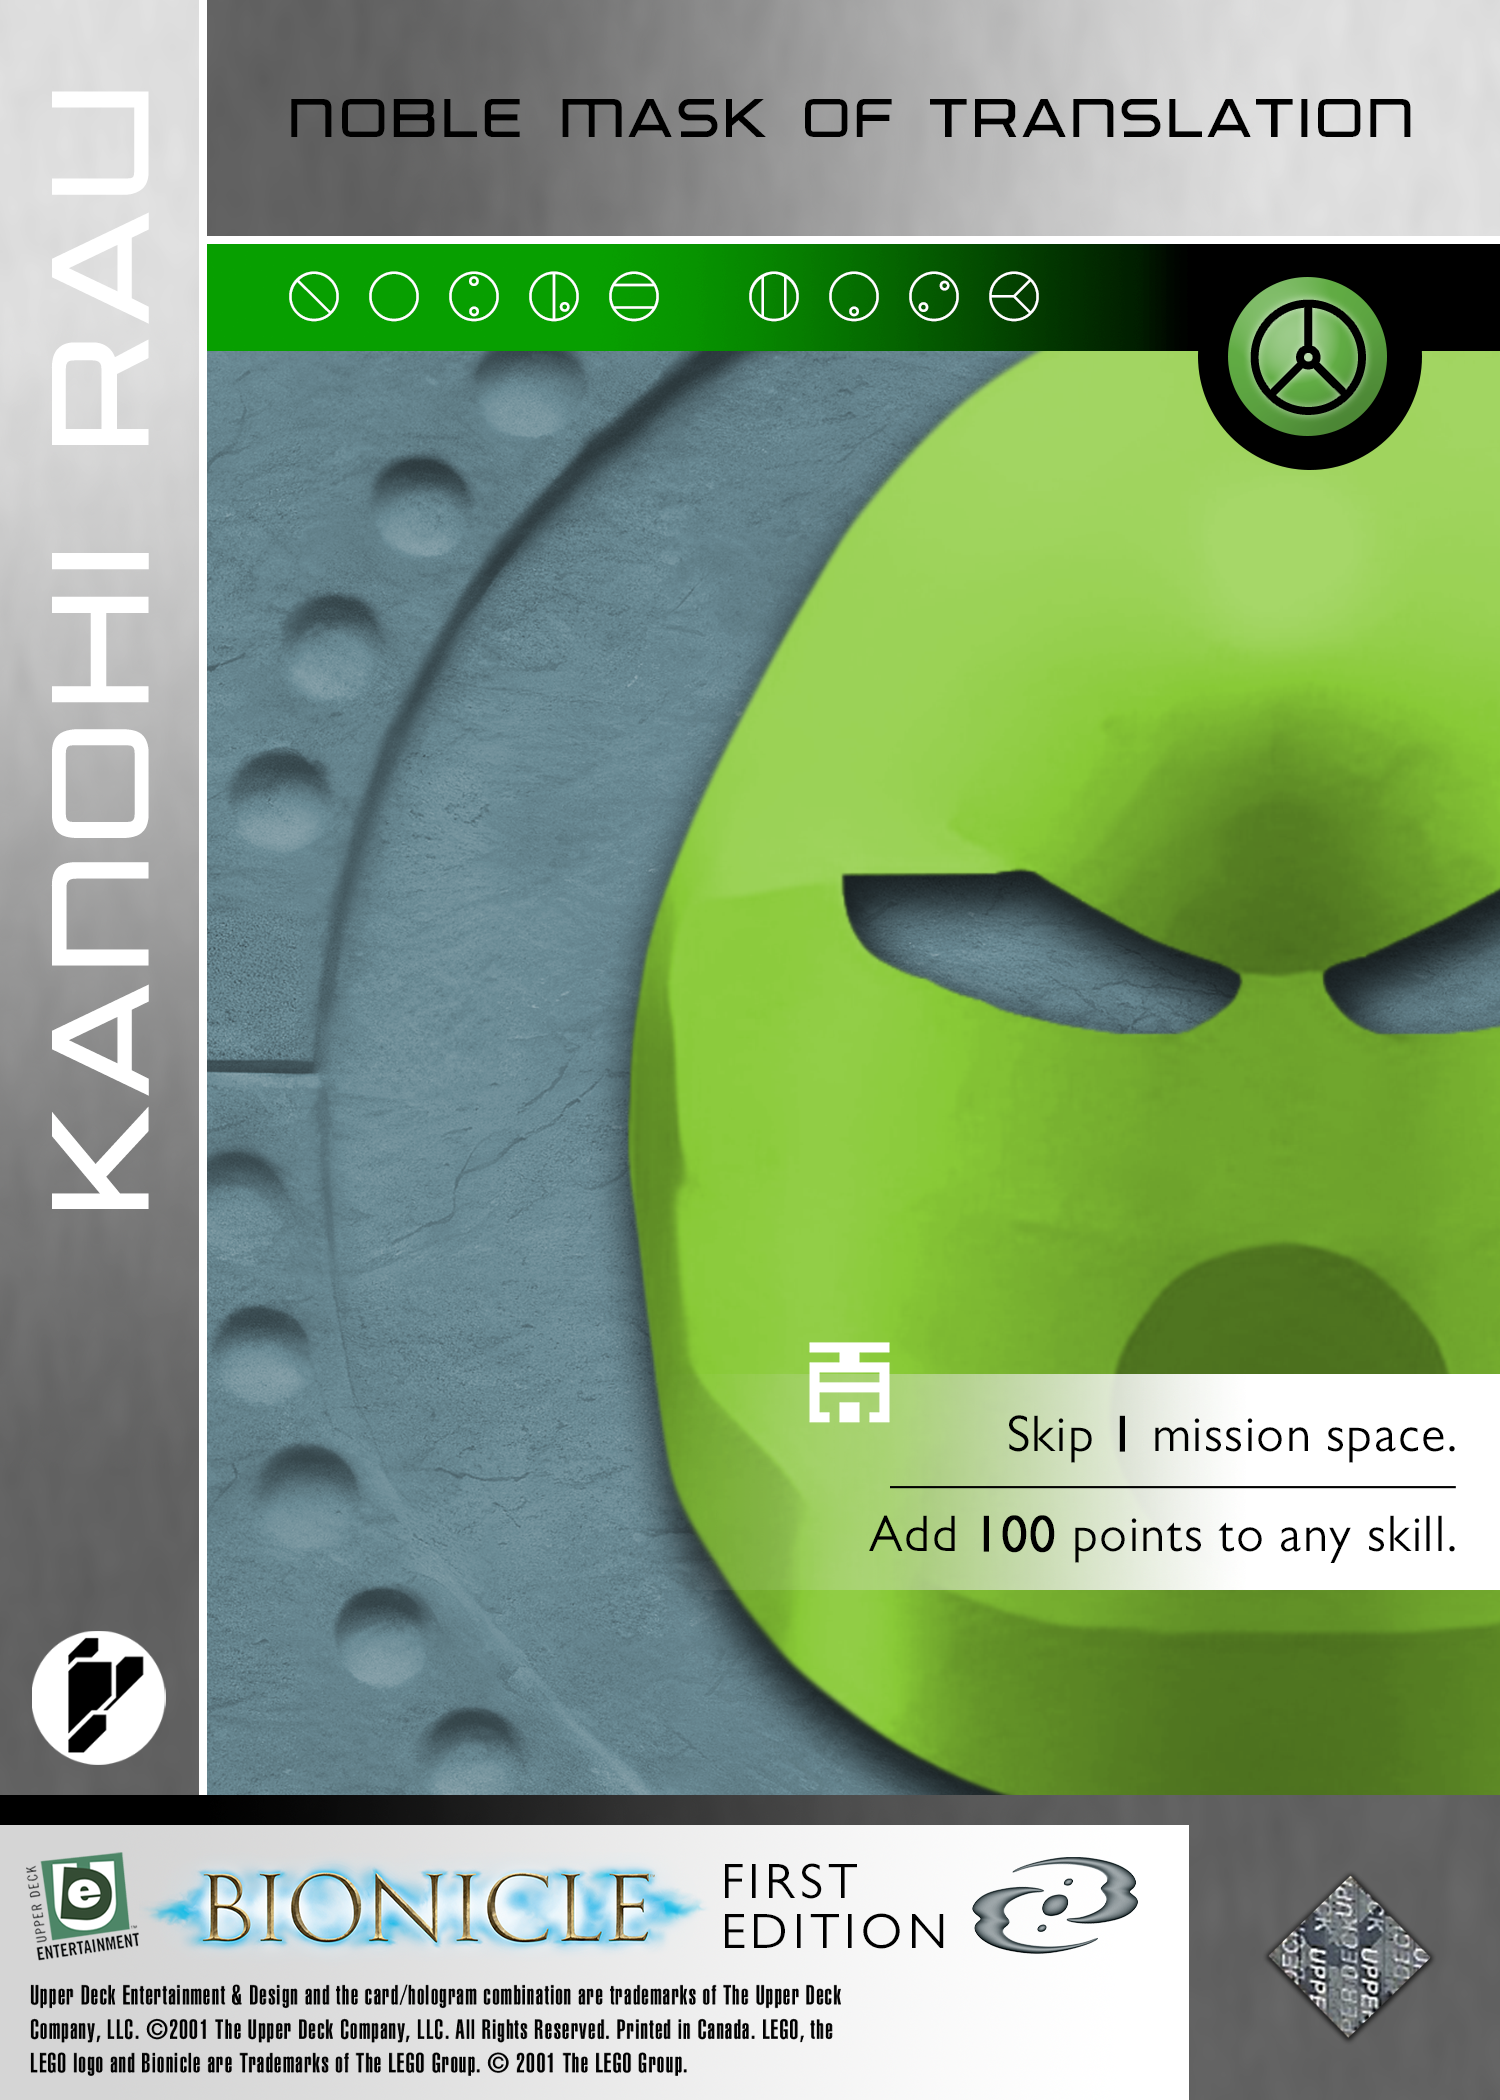 NOBLE MASK OF TRANSLATION
KANOHI RAU
Skip 1 mission space.
Add 100 points to any skill.
UPPER DECK
e
ENTERTAINMENT
BIONICLE
FIRST
EDITION
Upper Deck Entertainment & Design and the card/hologram combination are trademarks of The Upper Deck
Company, LLC. ©2001 The Upper Deck Company, LLC. All Rights Reserved. Printed in Canada. LEGO, the
LEGO logo and Bionicle are Trademarks of The LEGO Group. © 2001 The LEGO Group.